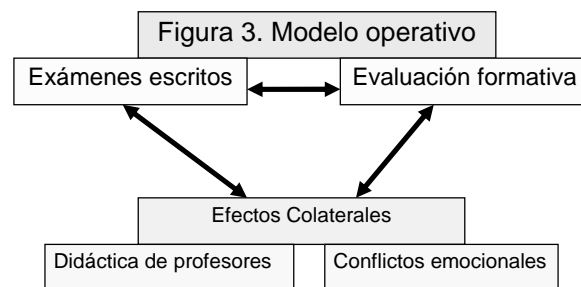 Figura 3. Modelo operativo
Exámenes escritos
Evaluación formativa
Efectos Colaterales
Didáctica de profesores
Conflictos emocionales